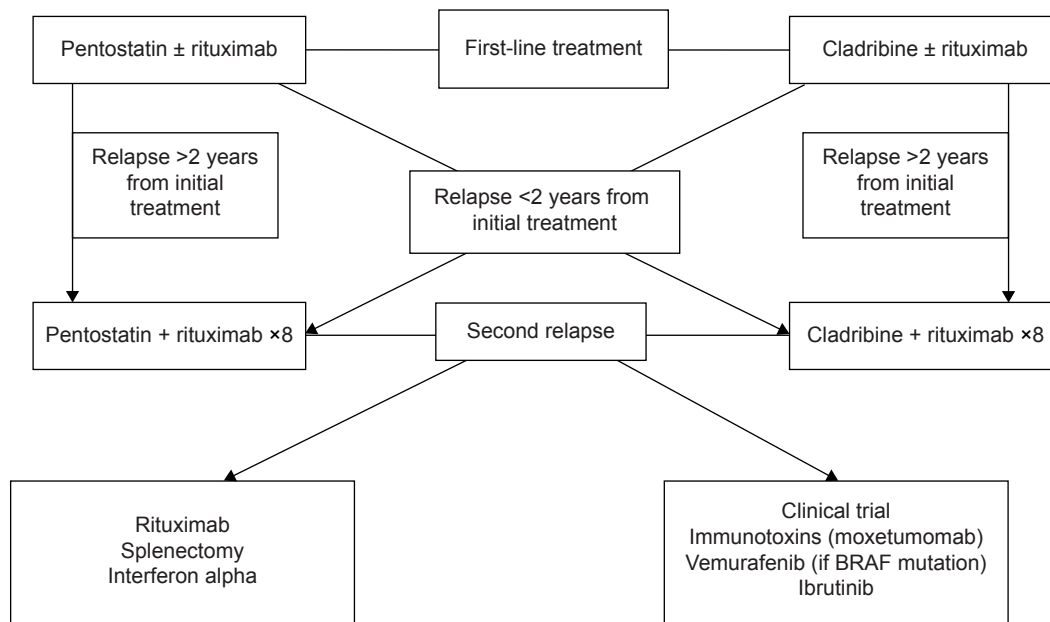 Pentostatin ± rituximab
First-line treatment
Cladribine ± rituximab
Relapse >2 years
from initial
treatment
Relapse <2 years from
initial treatment
Relapse >2 years
from initial
treatment
Pentostatin + rituximab ×8
Second relapse
Cladribine + rituximab ×8
Rituximab
Splenectomy
Interferon alpha
Clinical trial
Immunotoxins (moxetumomab)
Vemurafenib (if BRAF mutation)
Ibrutinib